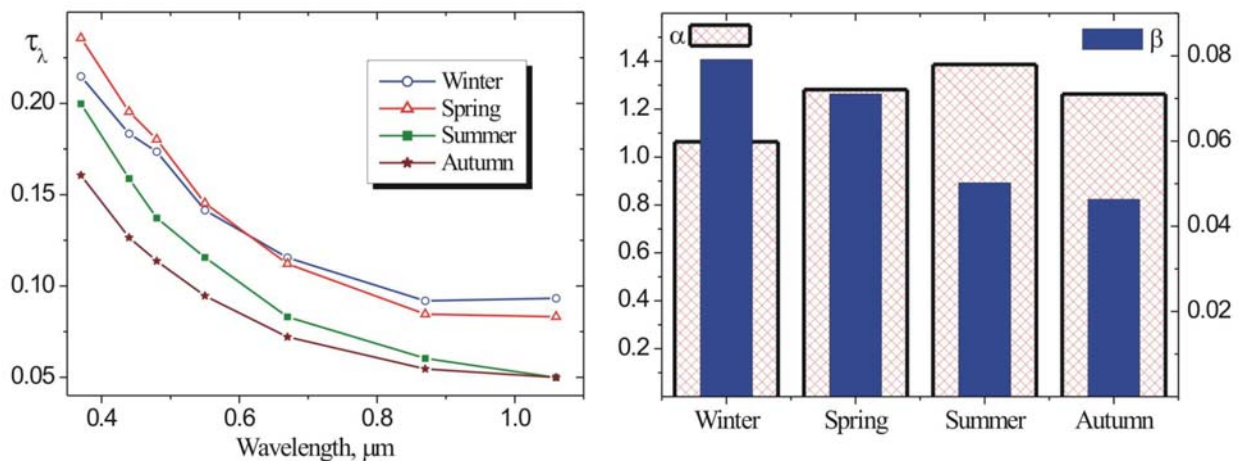 τλ
0.20
0.15
0.10
0.05
0.4
0.6
0.8
1.0
Wavelength, µm
Winter
Spring
Summer
Autumn
α
β
1.4
1.2
1.0
0.8
0.6
0.4
0.2
0.08
0.06
0.04
0.02
Winter
Spring
Summer
Autumn